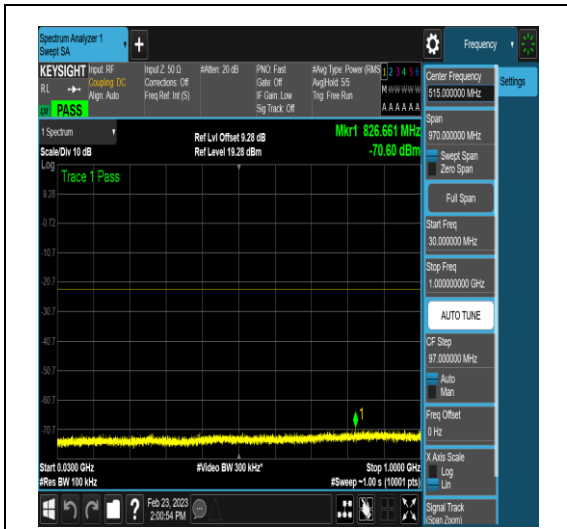 Spectrum Analyzer 1
Swept SA
+
Frequency
KEYSIGHT
RL
PASS
Input: RF
Coupling: DC
Align: Auto
Input Z: 50 Ω
Corrections: Off
Freq Ref: Int (S)
#Atten: 20 dB
PNO: Fast
Gate: Off
IF Gain: Low
Sig Track: Off
#Avg Type: Power (RMS
Avg|Hold: 5/5
Trig: Free Run
1 2 3 4 5 6
M W W W W W
A A A A A A
1 Spectrum
Scale/Div 10 dB
Ref Lvl Offset 9.28 dB
Ref Level 19.28 dBm
Mkr1 826.661 MHz
-70.60 dBm
Log
Trace 1 Pass
9.28
-0.72
-10.7
-20.7
-30.7
-40.7
-50.7
-60.7
-70.7
1
Start 0.0300 GHz
#Res BW 100 kHz
#Video BW 300 kHz*
Stop 1.0000 GHz
#Sweep ~1.00 s (10001 pts)
Center Frequency
515.000000 MHz
Settings
Span
970.000000 MHz
Swept Span
Zero Span
Full Span
Start Freq
30.000000 MHz
Stop Freq
1.000000000 GHz
AUTO TUNE
CF Step
97.000000 MHz
Auto
Man
Freq Offset
0 Hz
X Axis Scale
Log
Lin
Signal Track
(Span Zoom)
?
Feb 23, 2023
2:00:54 PM